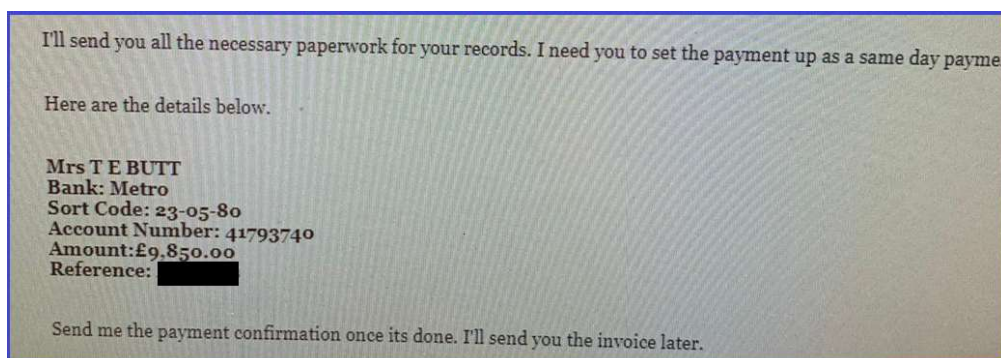 I'll send you all the necessary paperwork for your records. I need you to set the payment up as a same day payme
Here are the details below.
Mrs T E BUTT
Bank: Metro
Sort Code: 23-05-80
Account Number: 41793740
Amount:£9,850.00
Reference:
Send me the payment confirmation once its done. I'll send you the invoice later.